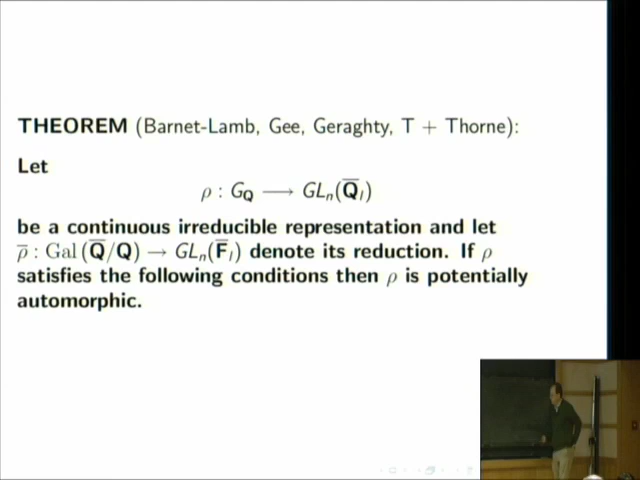 THEOREM (Barnet-Lamb, Gee, Geraghty, T + Thorne):
Let
ρ : G_Q ⟶ GL_n(Q̅_l)
be a continuous irreducible representation and let
ρ̅ : Gal(Q̅/Q) → GL_n(F̅_l) denote its reduction. If ρ
satisfies the following conditions then ρ is potentially
automorphic.